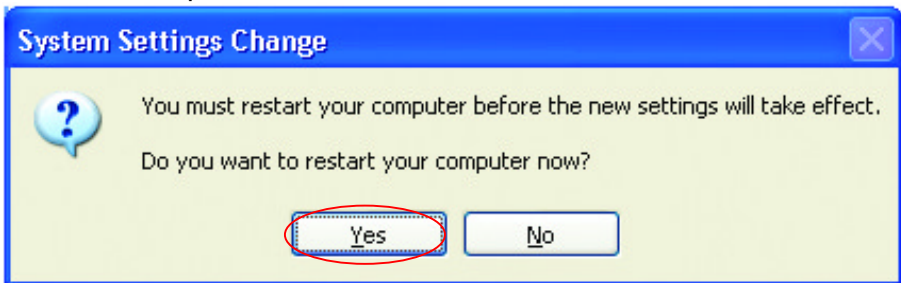 System Settings Change
You must restart your computer before the new settings will take effect.
Do you want to restart your computer now?
Yes No